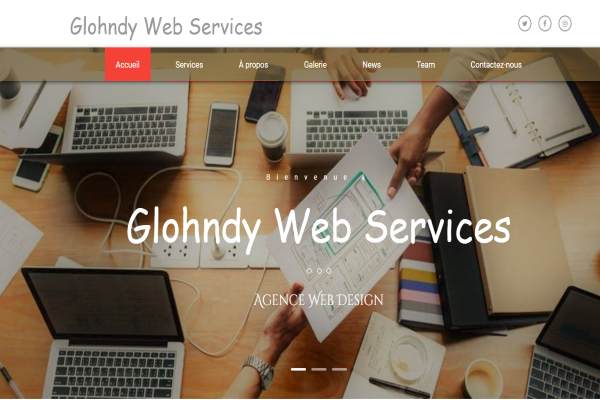 Glohndy Web Services
Accueil Services À propos Galerie News Team Contactez-nous
Bienvenue à
Glohndy Web Services
Agence Web Design